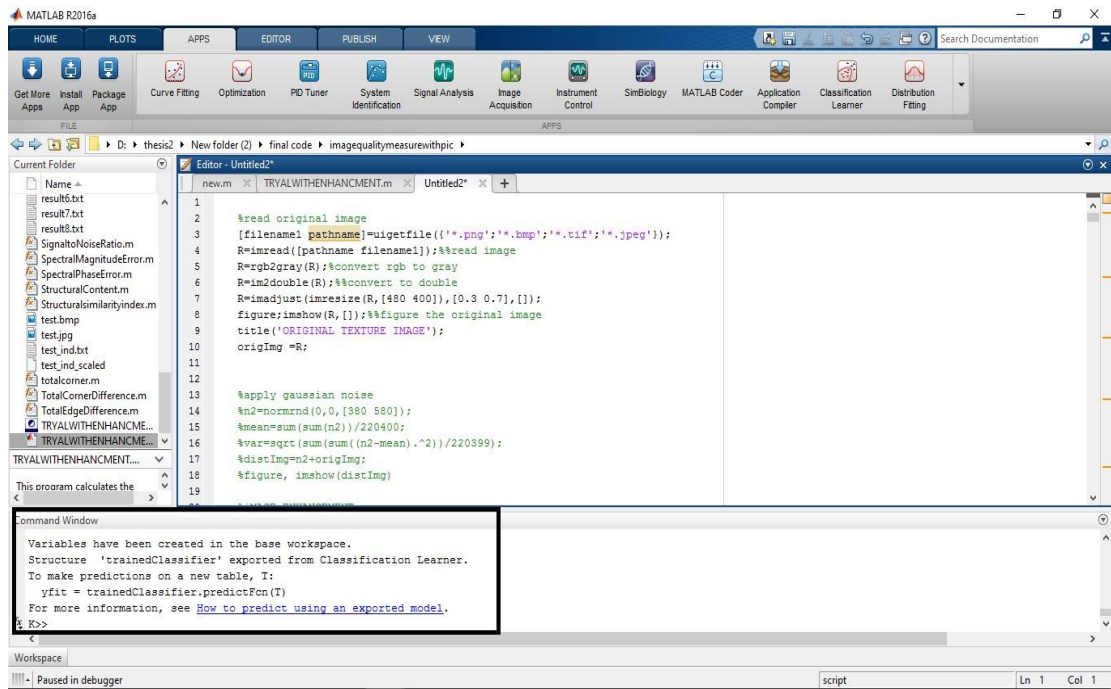 MATLAB R2016a
HOME PLOTS APPS EDITOR PUBLISH VIEW Search Documentation
Get More Apps Install App Package App Curve Fitting Optimization PID Tuner System Identification Signal Analysis Image Acquisition Instrument Control SimBiology MATLAB Coder Application Compiler Classification Learner Distribution Fitting
FILE APPS
D: thesis2 New folder (2) final code imagequalitymeasurewithpic
Current Folder
Name
result6.txt
result7.txt
result8.txt
SignaltoNoiseRatio.m
SpectralMagnitudeError.m
SpectralPhaseError.m
StructuralContent.m
Structuralsimilarityindex.m
test.bmp
test.jpg
test_ind.txt
test_ind_scaled
totalcorner.m
TotalCornerDifference.m
TotalEdgeDifference.m
TRYALWITHENHANCME...
TRYALWITHENHANCME...
TRYALWITHENHANCMENT....
This program calculates the
Editor - Untitled2*
new.m TRYALWITHENHANCMENT.m Untitled2* +
1
2 %read original image
3 [filename1 pathname]=uigetfile({'*.png';'*.bmp';'*.tif';'*.jpeg'});
4 R=imread([pathname filename1]);%%read image
5 R=rgb2gray(R);%convert rgb to gray
6 R=im2double(R);%%convert to double
7 R=imadjust(imresize(R,[480 400]),[0.3 0.7],[]);
8 figure;imshow(R,[]);%%figure the original image
9 title('ORIGINAL TEXTURE IMAGE');
10 origImg =R;
11
12
13 %apply gaussian noise
14 %n2=normrnd(0,0,[380 580]);
15 %mean=sum(sum(n2))/220400;
16 %var=sqrt(sum(sum((n2-mean).^2))/220399);
17 %distImg=n2+origImg;
18 %figure, imshow(distImg)
19
Command Window
Variables have been created in the base workspace.
Structure 'trainedClassifier' exported from Classification Learner.
To make predictions on a new table, T:
yfit = trainedClassifier.predictFcn(T)
For more information, see How to predict using an exported model.
K>>
Workspace
Paused in debugger script Ln 1 Col 1